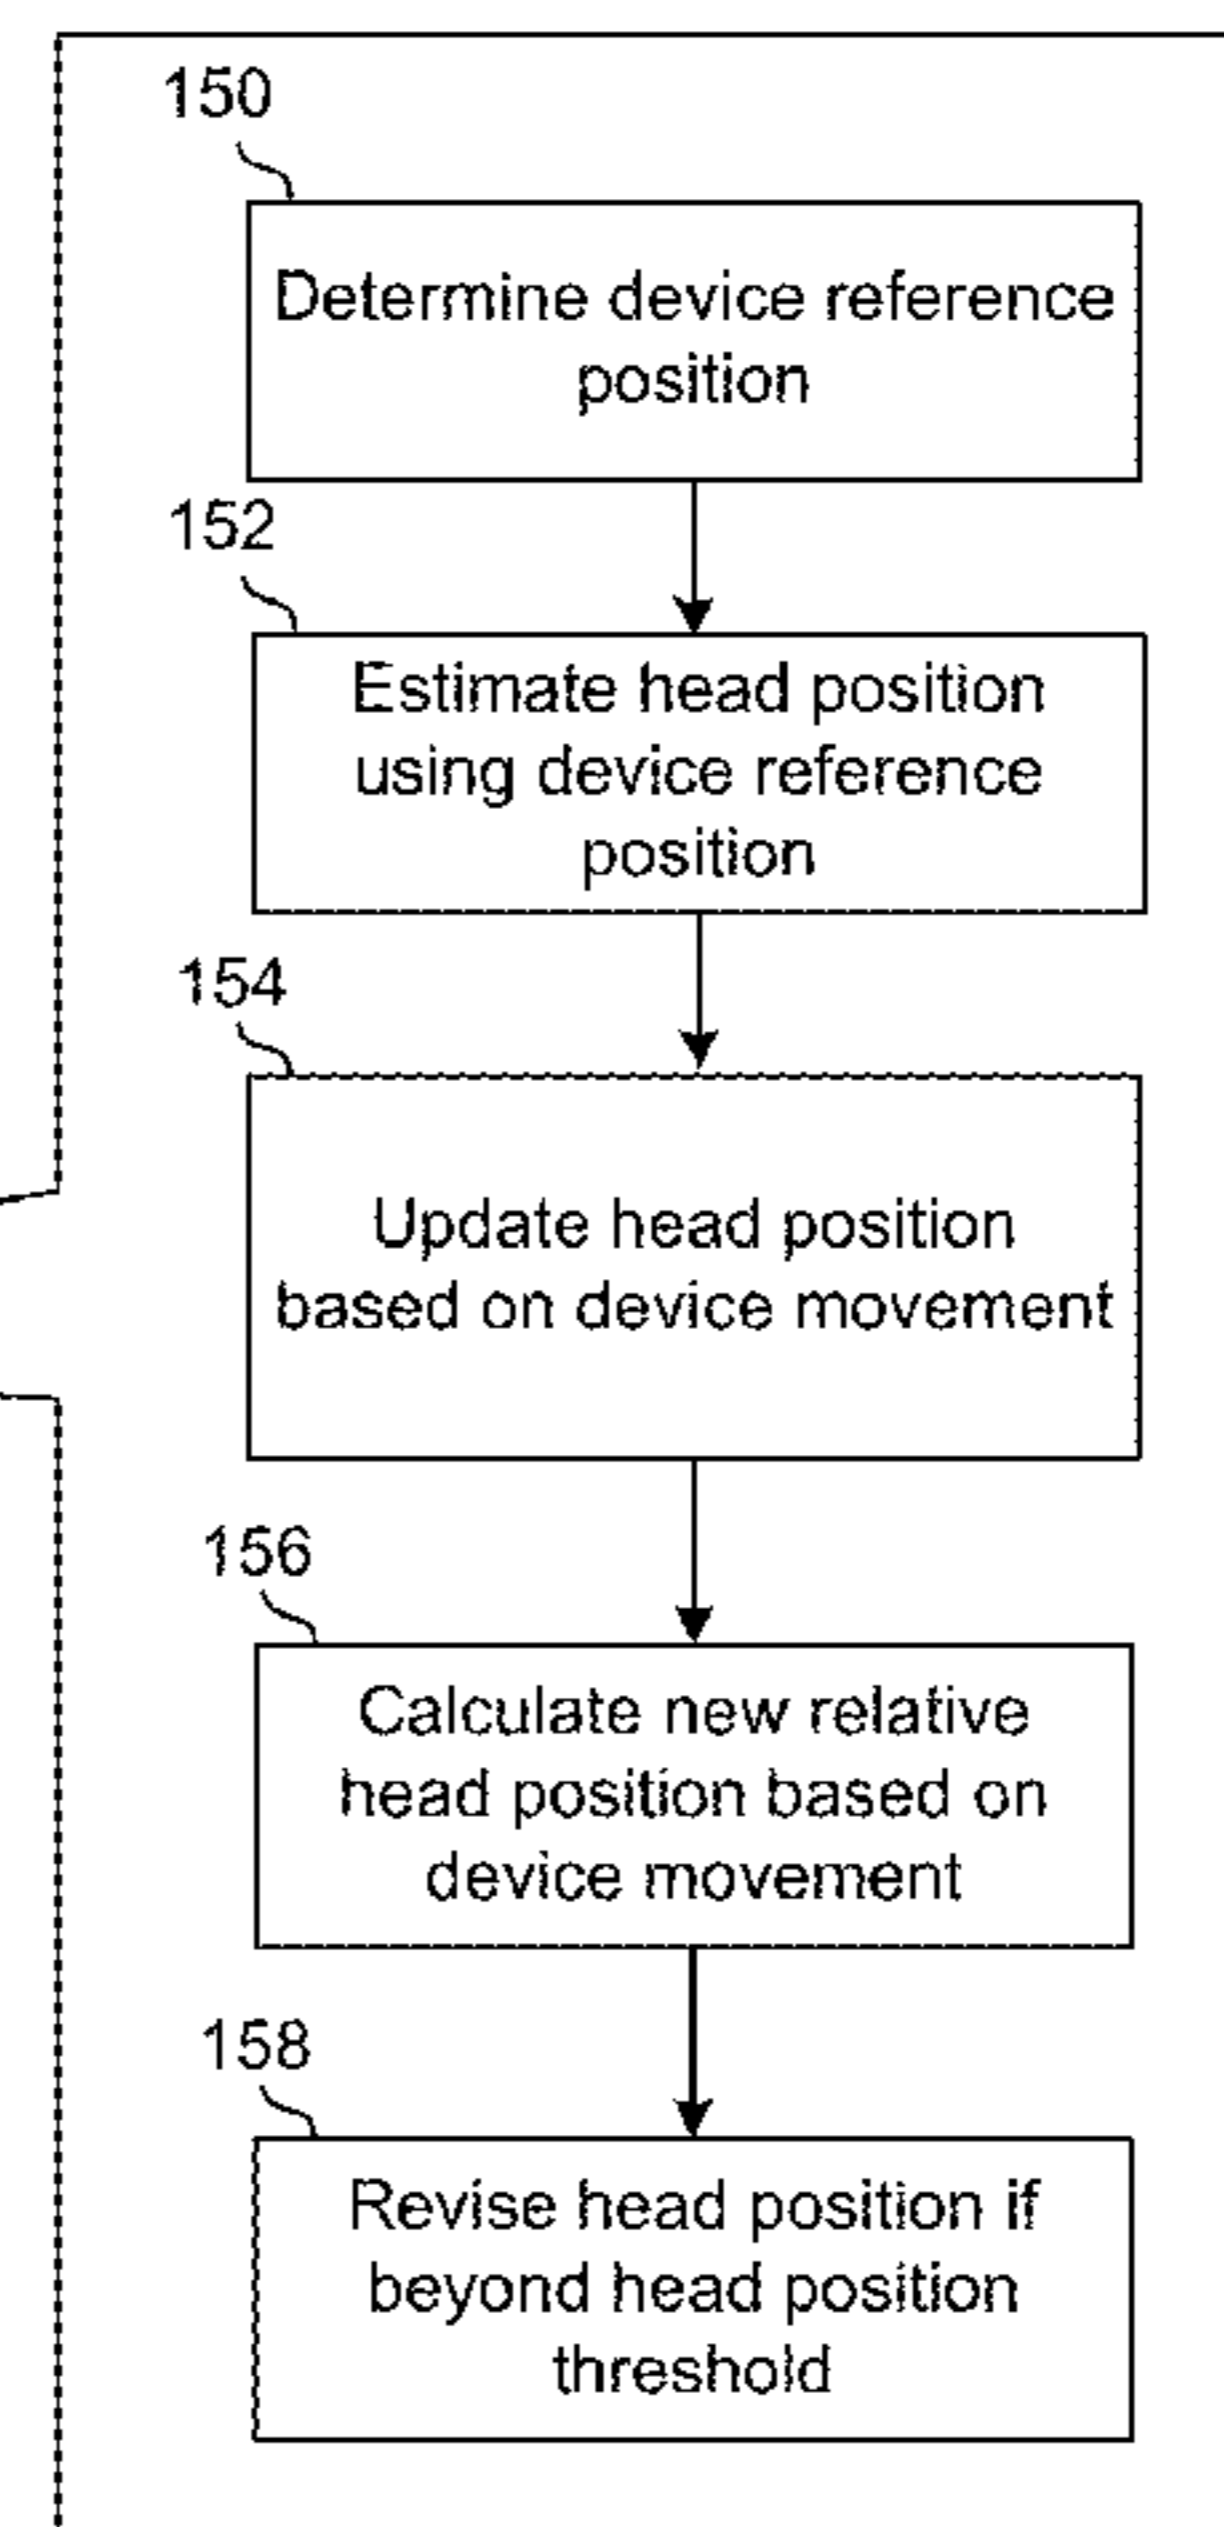 150
Determine device reference
position
152
Estimate head position
using device reference
position
154
Update head position
based on device movement
156
Calculate new relative
head position based on
device movement
158
Revise head position if
beyond head position
threshold